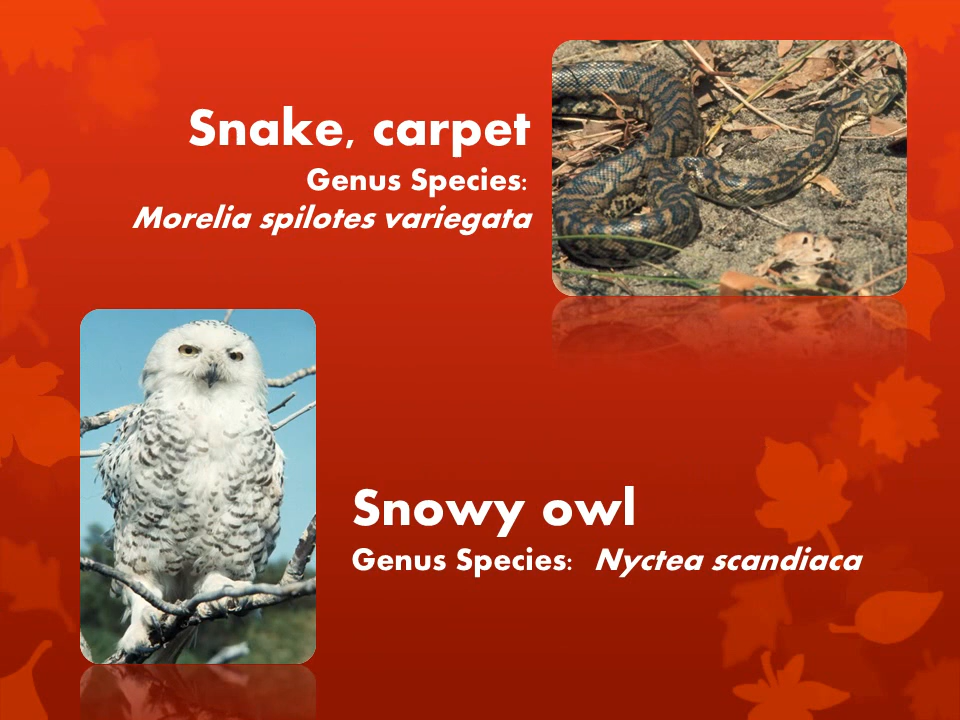 Snake, carpet
Genus Species:
Morelia spilotes variegata
Snowy owl
Genus Species: Nyctea scandiaca